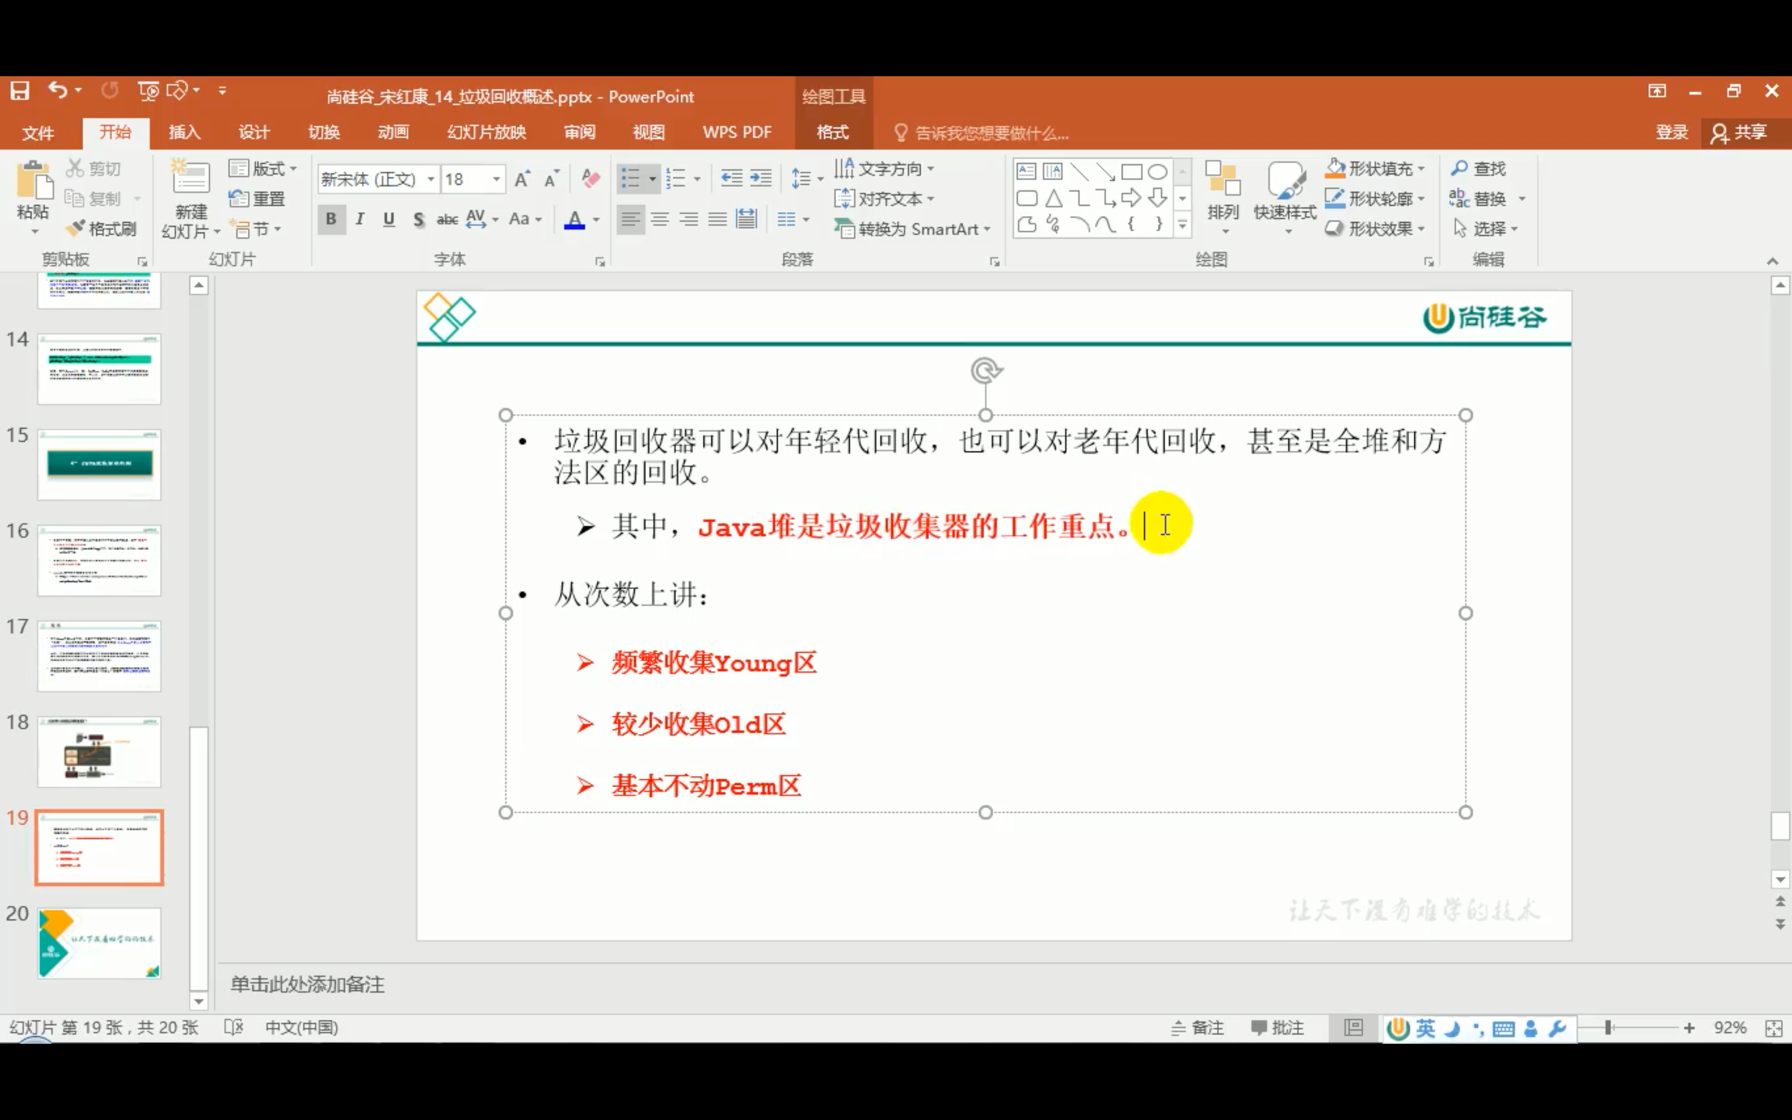 尚硅谷_宋红康_14_垃圾回收概述.pptx - PowerPoint
绘图工具
文件 开始 插入 设计 切换 动画 幻灯片放映 审阅 视图 WPS PDF 格式 告诉我您想要做什么... 登录 共享
粘贴 剪切 复制 格式刷
新建幻灯片 版式 重置 节
新宋体 (正文) 18
B I U S abc AV Aa A
文字方向
对齐文本
转换为 SmartArt
排列 快速样式
形状填充
形状轮廓
形状效果
查找
替换
选择
剪贴板 幻灯片 字体 段落 绘图 编辑
14
15
16
17
18
19
20
让天下没有难学的技术
尚硅谷
• 垃圾回收器可以对年轻代回收，也可以对老年代回收，甚至是全堆和方
法区的回收。
➢ 其中，Java堆是垃圾收集器的工作重点。
• 从次数上讲：
➢ 频繁收集Young区
➢ 较少收集Old区
➢ 基本不动Perm区
让天下没有难学的技术
单击此处添加备注
幻灯片 第 19 张，共 20 张 中文(中国) 备注 批注 英 92%